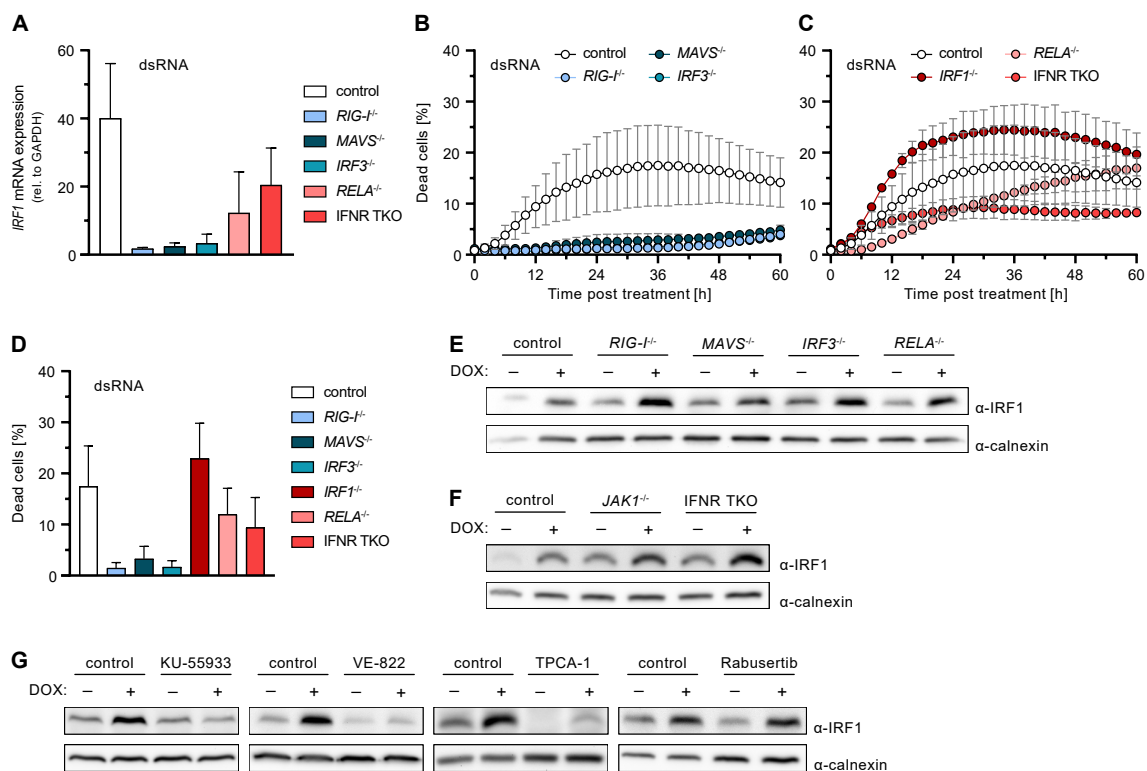 A
IRF1 mRNA expression
(rel. to GAPDH)
60
40
20
0
dsRNA
control
RIG-I-/-
MAVS-/-
IRF3-/-
RELA-/-
IFNR TKO
B
Dead cells [%]
40
30
20
10
0
dsRNA
control
MAVS-/-
RIG-I-/-
IRF3-/-
0 12 24 36 48 60
Time post treatment [h]
C
Dead cells [%]
40
30
20
10
0
dsRNA
control
RELA-/-
IRF1-/-
IFNR TKO
0 12 24 36 48 60
Time post treatment [h]
D
Dead cells [%]
40
30
20
10
0
dsRNA
control
RIG-I-/-
MAVS-/-
IRF3-/-
IRF1-/-
RELA-/-
IFNR TKO
E
control RIG-I-/- MAVS-/- IRF3-/- RELA-/-
DOX: – + – + – + – + – +
α-IRF1
α-calnexin
F
control JAK1-/- IFNR TKO
DOX: – + – + – +
α-IRF1
α-calnexin
G
control KU-55933 control VE-822 control TPCA-1 control Rabusertib
DOX: – + – + – + – + – + – + – + – +
α-IRF1
α-calnexin